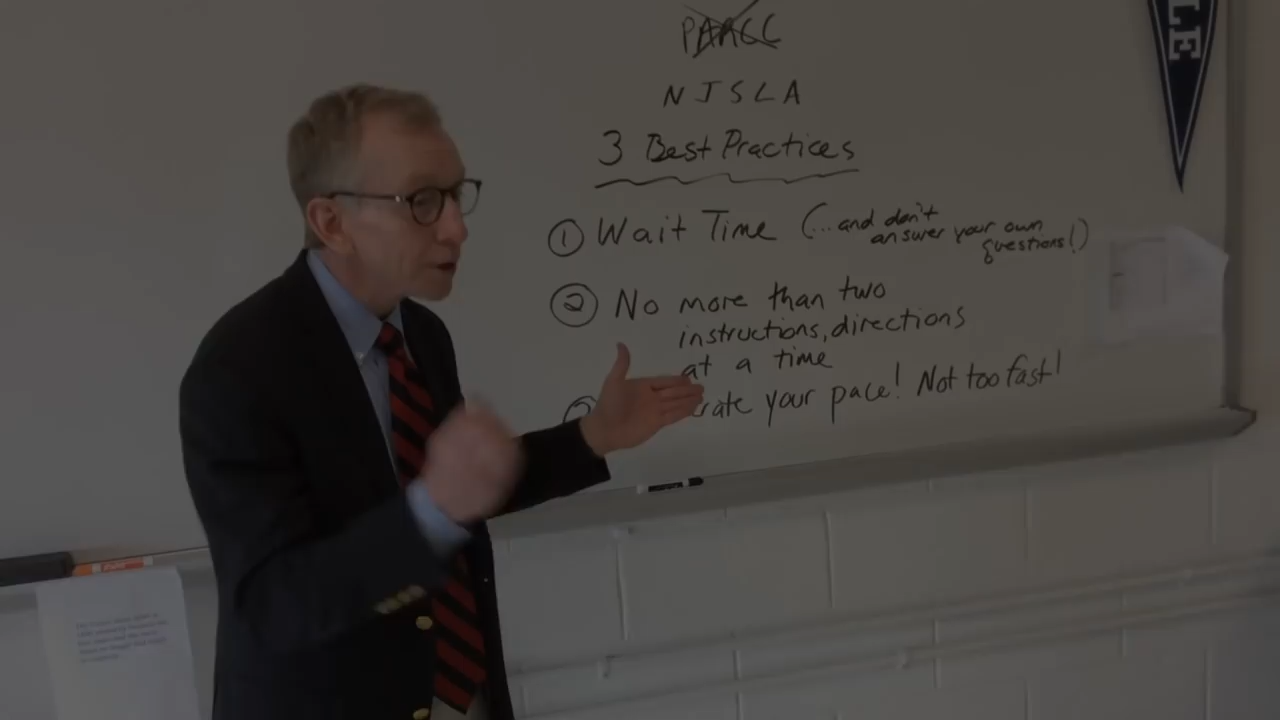 PARCC
NJSLA
3 Best Practices
① Wait Time (...and don't
answer your own
questions!)
② No more than two
instructions, directions
at a time
your pace! Not too fast!
LE